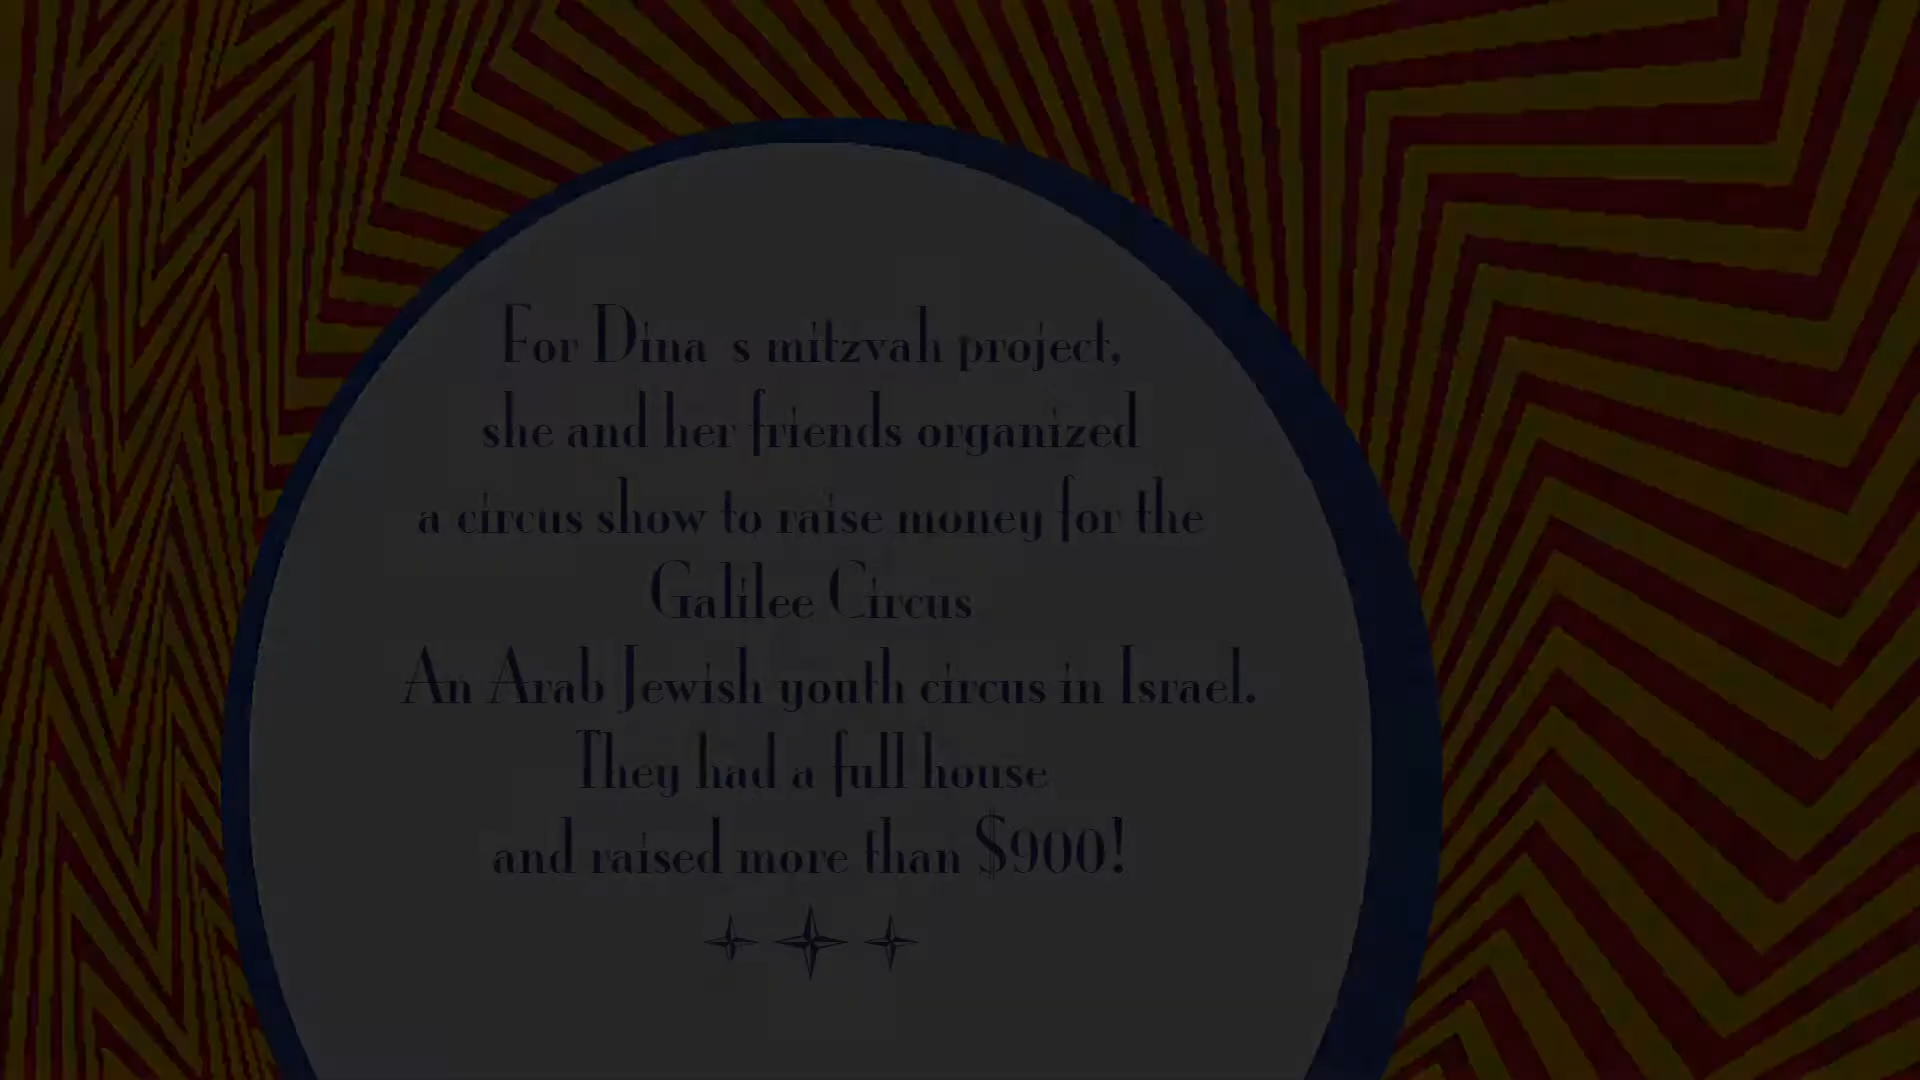 For Dina s mitzvah project,
she and her friends organized
a circus show to raise money for the
Galilee Circus
An Arab Jewish youth circus in Israel.
They had a full house
and raised more than $900!